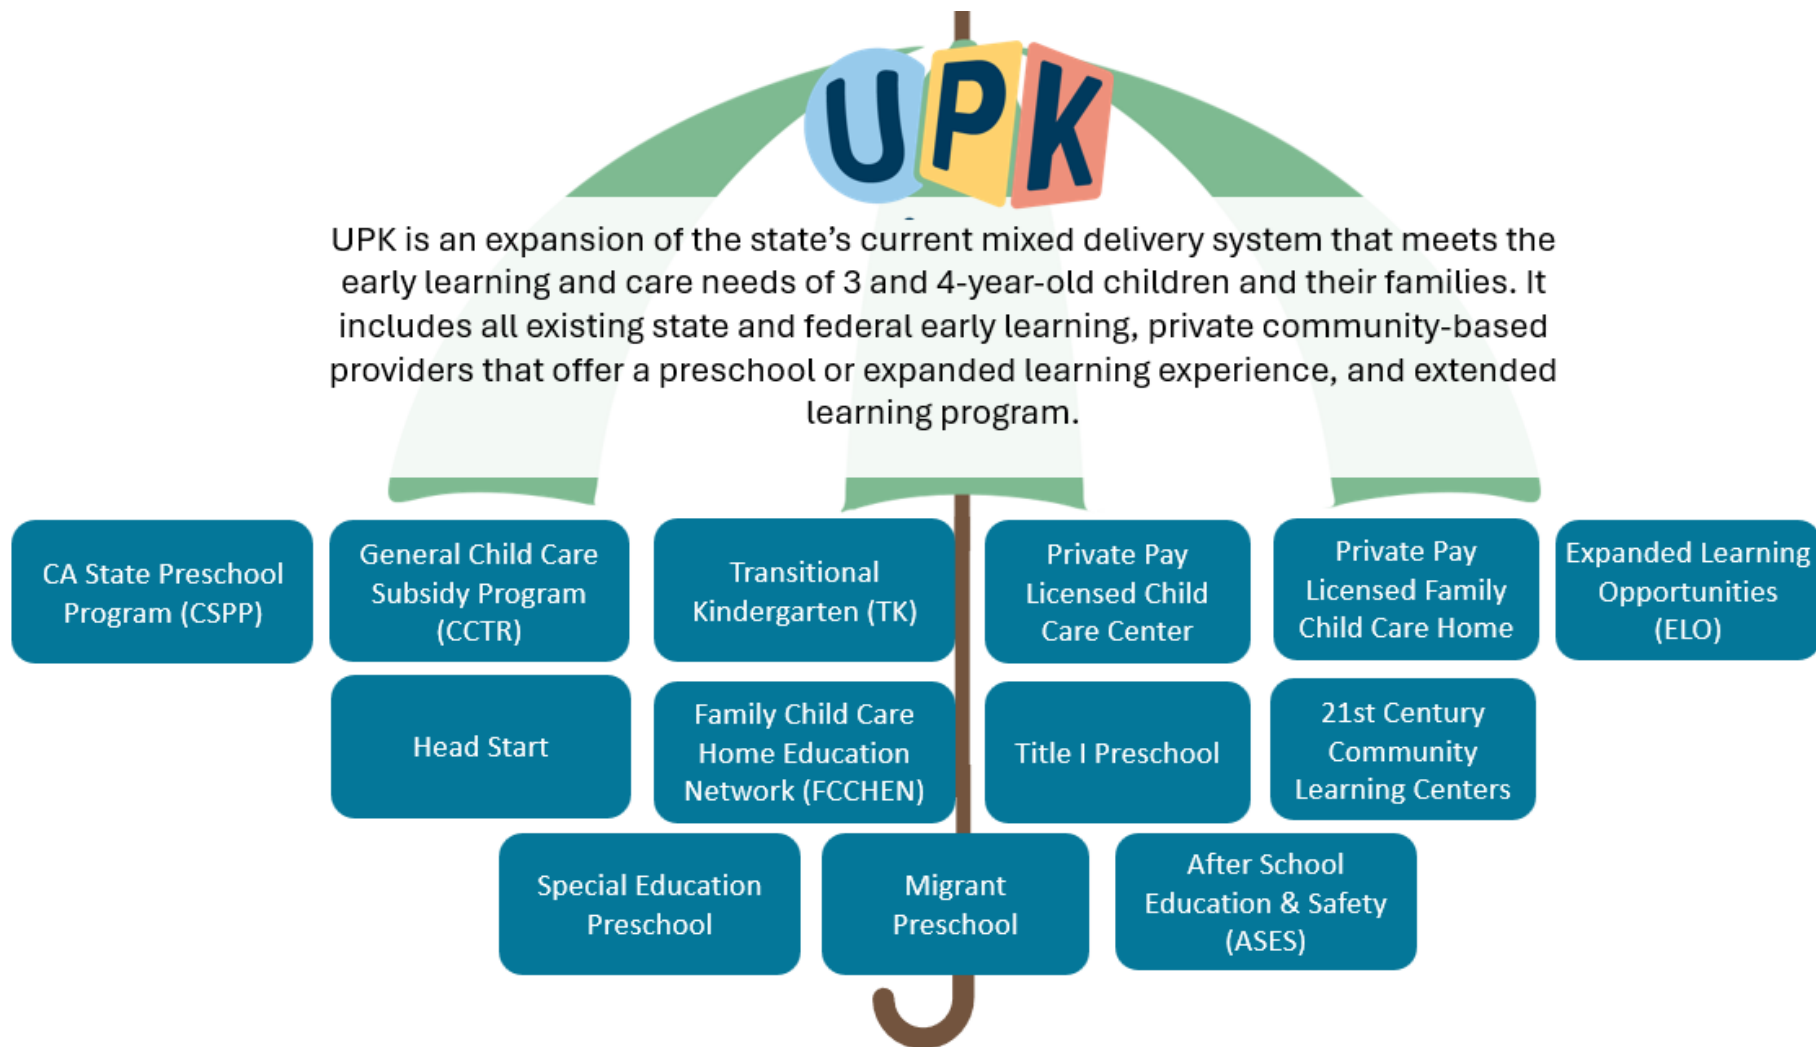 UPK
UPK is an expansion of the state’s current mixed delivery system that meets the
early learning and care needs of 3 and 4-year-old children and their families. It
includes all existing state and federal early learning, private community-based
providers that offer a preschool or expanded learning experience, and extended
learning program.
CA State Preschool
Program (CSPP)
General Child Care
Subsidy Program
(CCTR)
Transitional
Kindergarten (TK)
Private Pay
Licensed Child
Care Center
Private Pay
Licensed Family
Child Care Home
Expanded Learning
Opportunities
(ELO)
Head Start
Family Child Care
Home Education
Network (FCCHEN)
Title I Preschool
21st Century
Community
Learning Centers
Special Education
Preschool
Migrant
Preschool
After School
Education & Safety
(ASES)